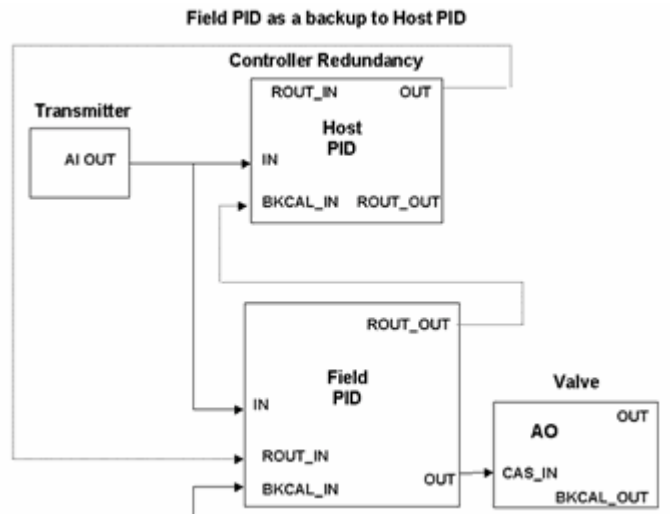 Field PID as a backup to Host PID
Controller Redundancy
Transmitter
AI OUT
ROUT_IN OUT
Host
PID
IN
BKCAL_IN ROUT_OUT
ROUT_OUT
Field
PID
IN
ROUT_IN
BKCAL_IN
OUT
Valve
OUT
AO
CAS_IN
BKCAL_OUT